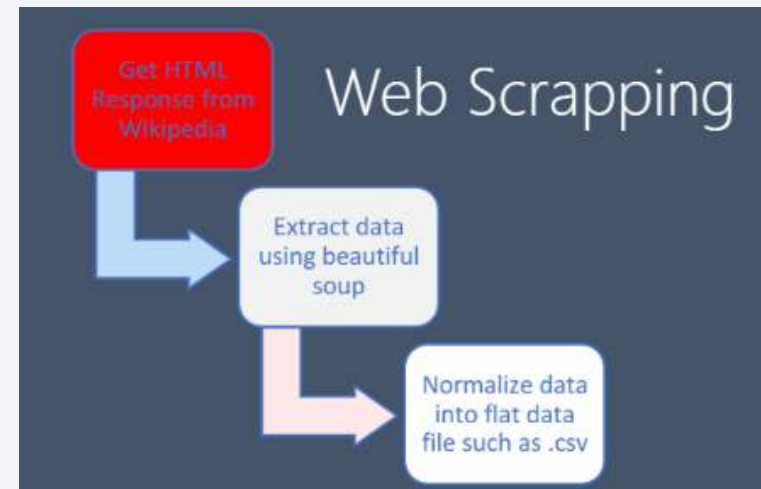 Web Scrapping
Get HTML
Response from
Wikipedia
Extract data
using beautiful
soup
Normalize data
into flat data
file such as .csv